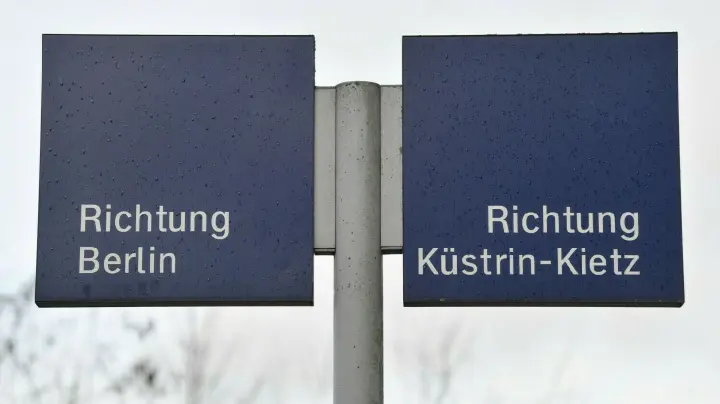 Richtung
Berlin
Richtung
Küstrin-Kietz